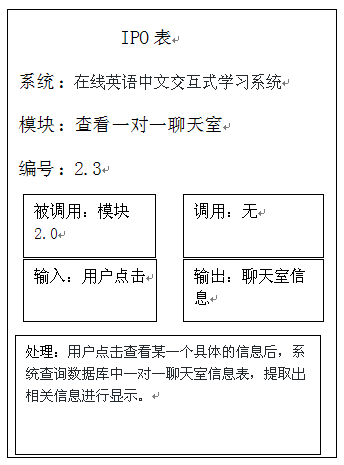 IPO 表
系统：在线英语中文交互式学习系统
模块：查看一对一聊天室
编号：2.3
被调用：模块
2.0
调用：无
输入：用户点击
输出：聊天室信
息
处理：用户点击查看某一个具体的信息后，系
统查询数据库中一对一聊天室信息表，提取出
相关信息进行显示。